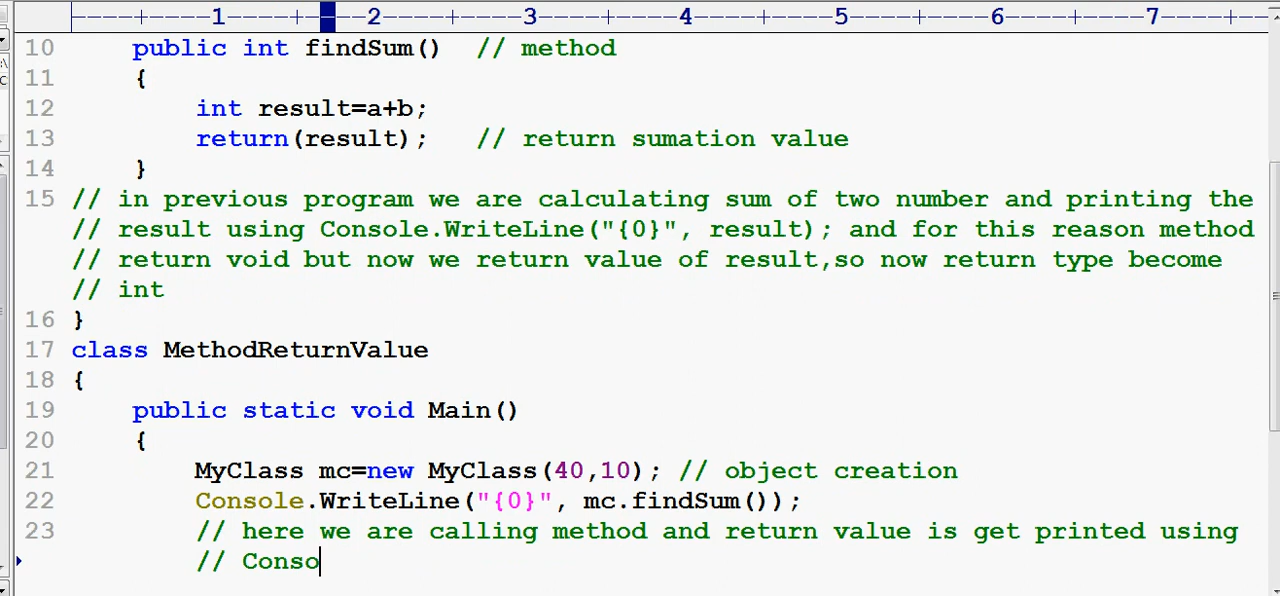 1 2 3 4 5 6 7
10 public int findSum() // method
11 {
12 int result=a+b;
13 return(result); // return sumation value
14 }
15 // in previous program we are calculating sum of two number and printing the
// result using Console.WriteLine("{0}", result); and for this reason method
// return void but now we return value of result,so now return type become
// int
16 }
17 class MethodReturnValue
18 {
19 public static void Main()
20 {
21 MyClass mc=new MyClass(40,10); // object creation
22 Console.WriteLine("{0}", mc.findSum());
23 // here we are calling method and return value is get printed using
// Conso